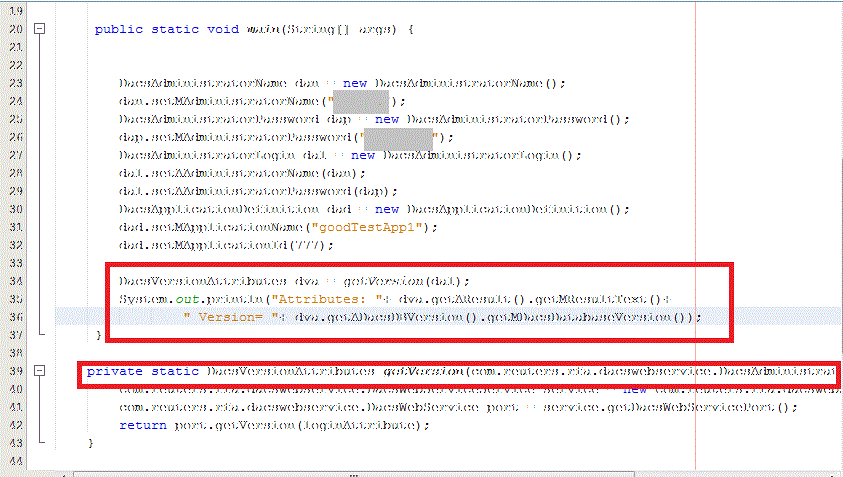 19
20 public static void main(String[] args) {
21
22
23 DacsAdministratorName dan = new DacsAdministratorName();
24 dan.setMAdministratorName(" );
25 DacsAdministratorPassword dap = new DacsAdministratorPassword();
26 dap.setMAdministratorPassword(" ");
27 DacsAdministratorLogin dal = new DacsAdministratorLogin();
28 dal.setAAdministratorName(dan);
29 dal.setAAdministratorPassword(dap);
30 DacsApplicationDefinition dad = new DacsApplicationDefinition();
31 dad.setMApplicationName("goodTestApp1");
32 dad.setMApplicationId(777);
33
34 DacsVersionAttributes dva = getVersion(dal);
35 System.out.println("Attributes: "+ dva.getAResult().getMResultText()+
36 " Version= "+ dva.getADacsDBVersion().getMDacsDatabaseVersion());
37 }
38
39 private static DacsVersionAttributes getVersion(com.reuters.rfa.dacswebservice.DacsAdministrat
40 com.reuters.rfa.dacswebservice.DacsWebServiceService service = new com.reuters.rfa.dacsweb
41 com.reuters.rfa.dacswebservice.DacsWebService port = service.getDacsWebServicePort();
42 return port.getVersion(loginAttribute);
43 }
44